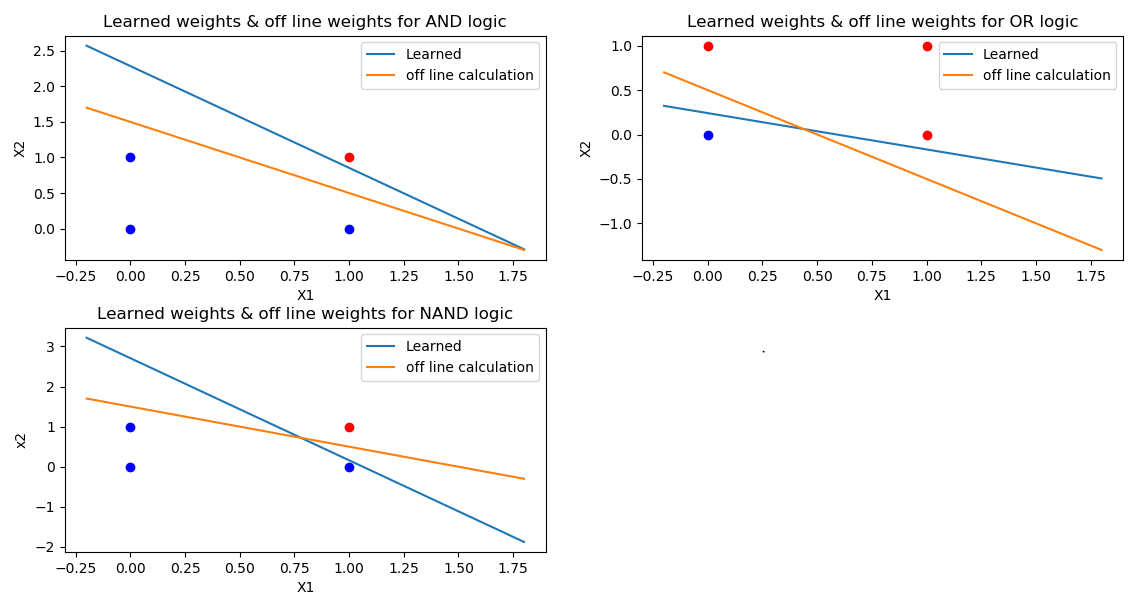 Learned weights & off line weights for AND logic
Learned
off line calculation
2.5
2.0
1.5
1.0
0.5
0.0
X2
−0.25 0.00 0.25 0.50 0.75 1.00 1.25 1.50 1.75
X1
Learned weights & off line weights for OR logic
Learned
off line calculation
1.0
0.5
0.0
−0.5
−1.0
X2
−0.25 0.00 0.25 0.50 0.75 1.00 1.25 1.50 1.75
X1
Learned weights & off line weights for NAND logic
Learned
off line calculation
3
2
1
0
−1
−2
x2
−0.25 0.00 0.25 0.50 0.75 1.00 1.25 1.50 1.75
X1